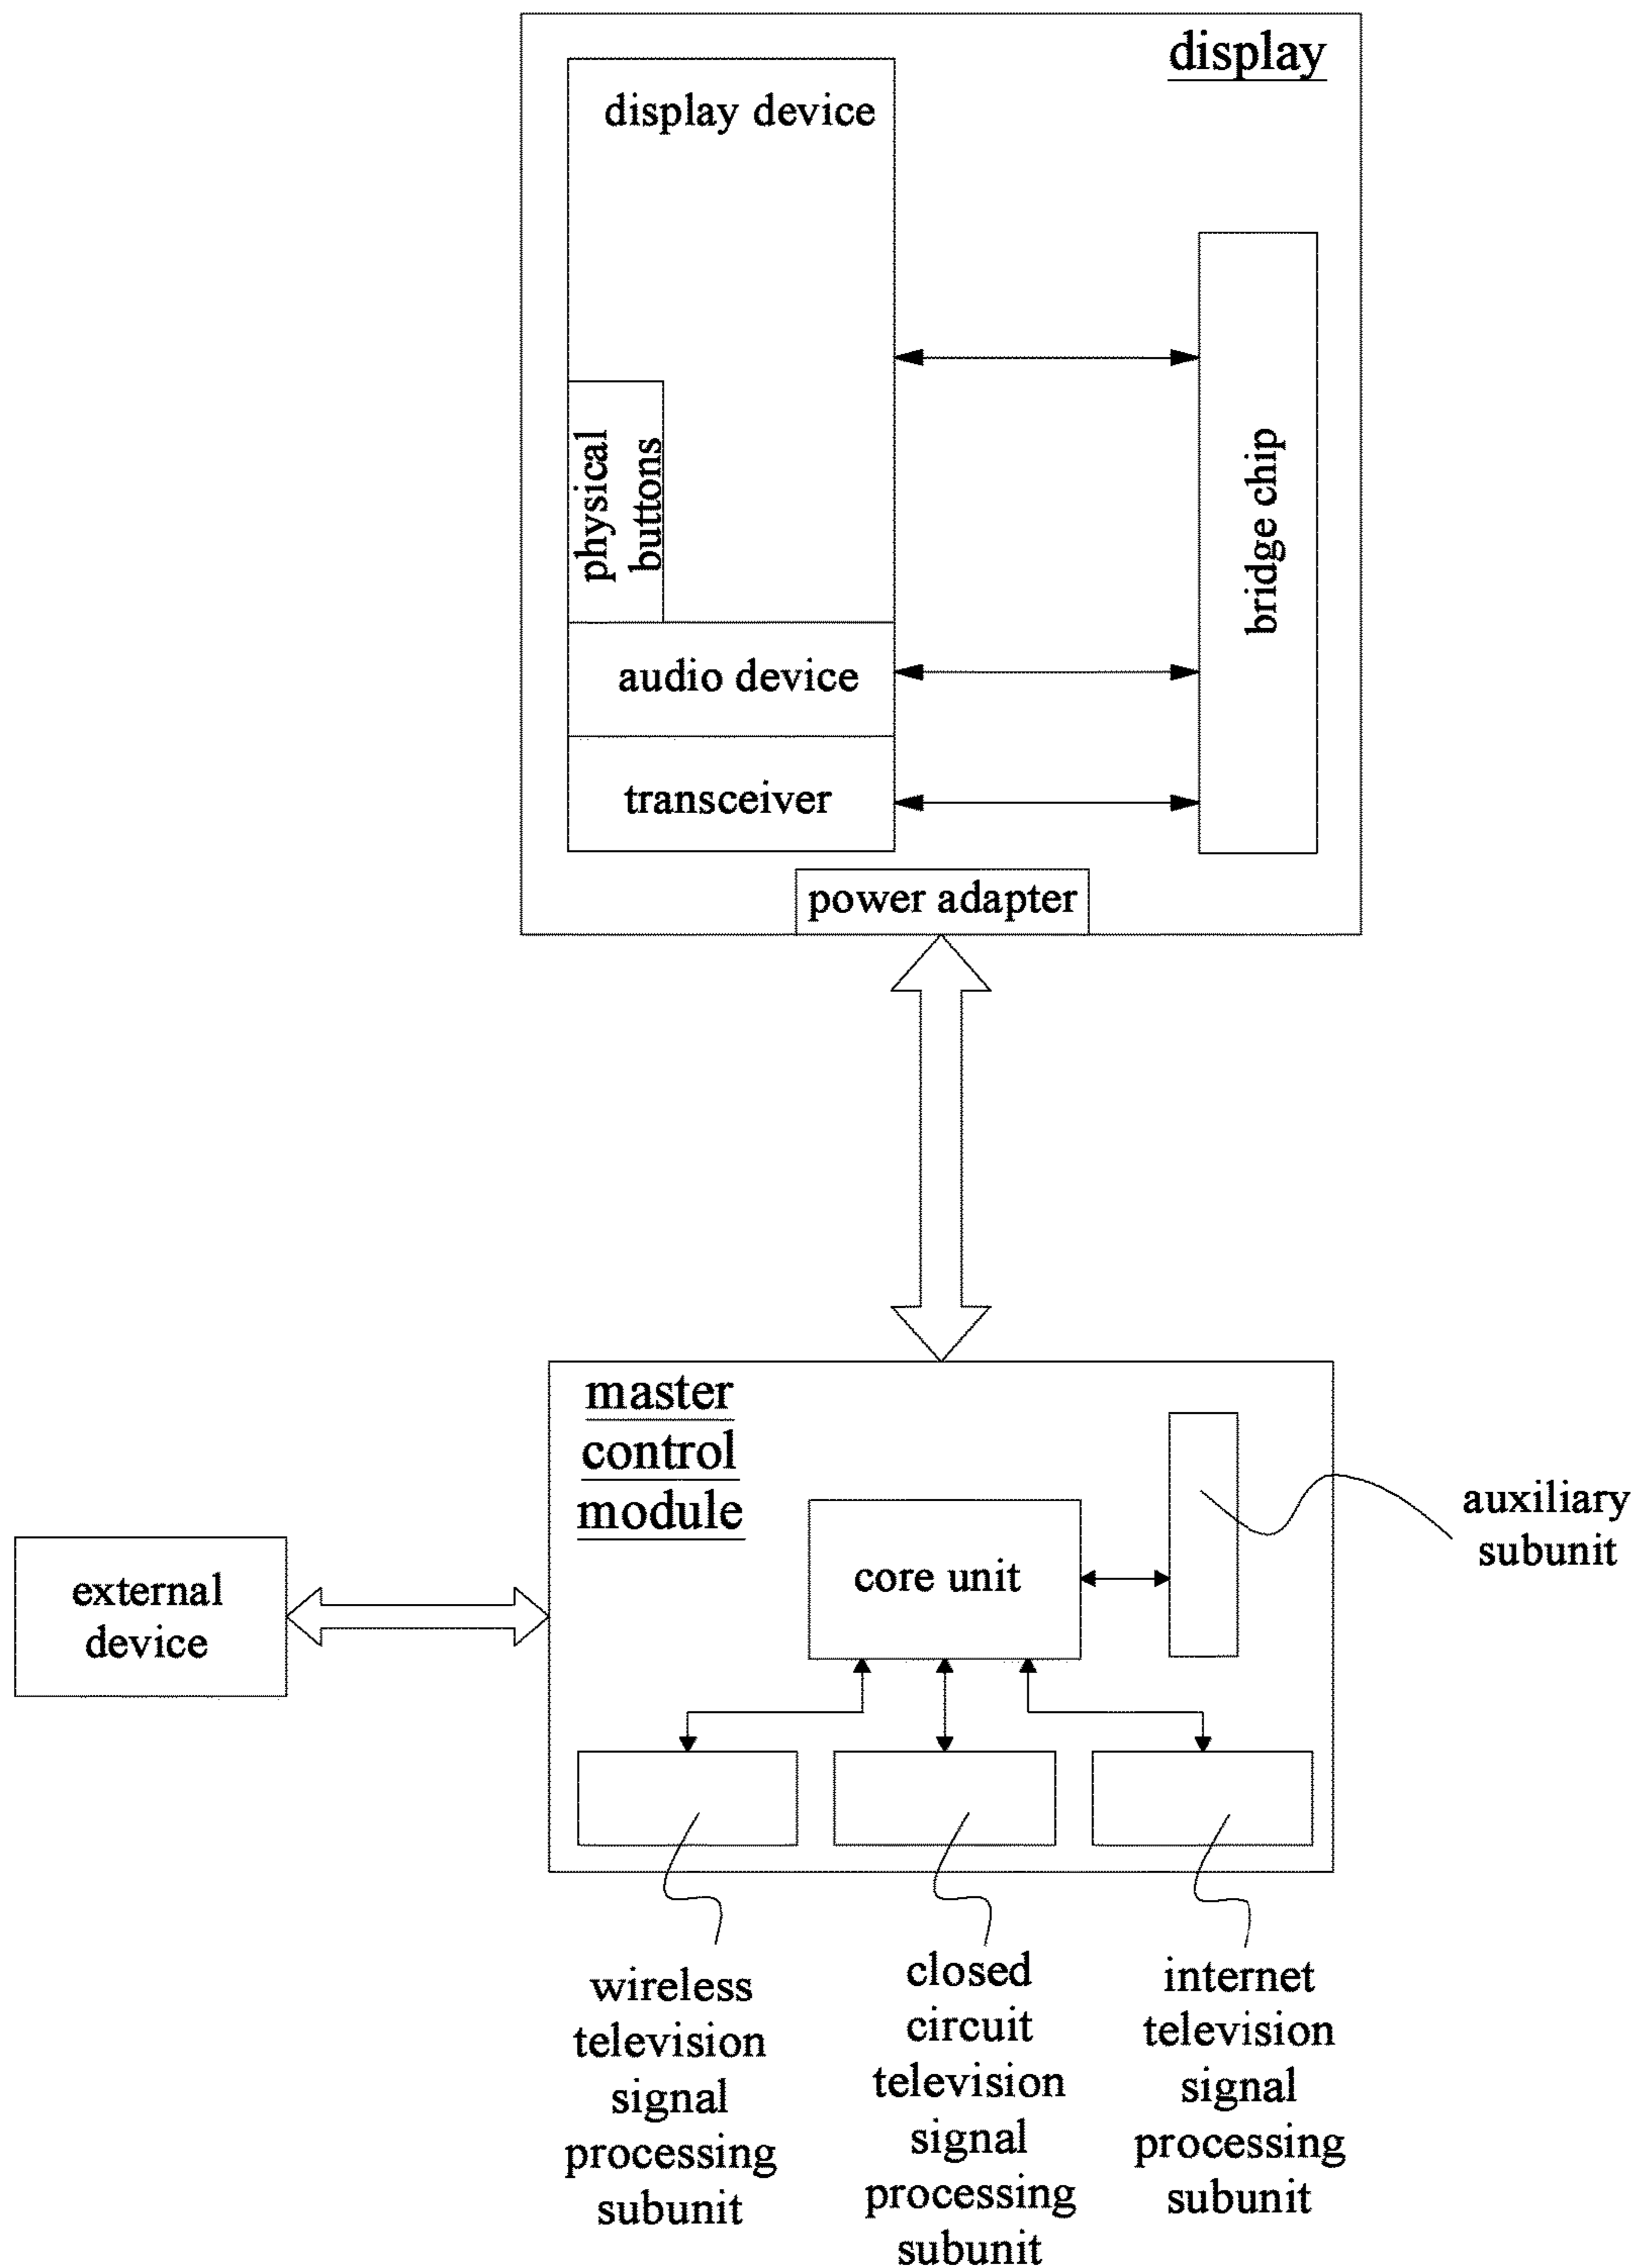 display
display device
physical
buttons
bridge chip
audio device
transceiver
power adapter
master
control
module
auxiliary
subunit
core unit
external
device
wireless
television
signal
processing
subunit
closed
circuit
television
signal
processing
subunit
internet
television
signal
processing
subunit